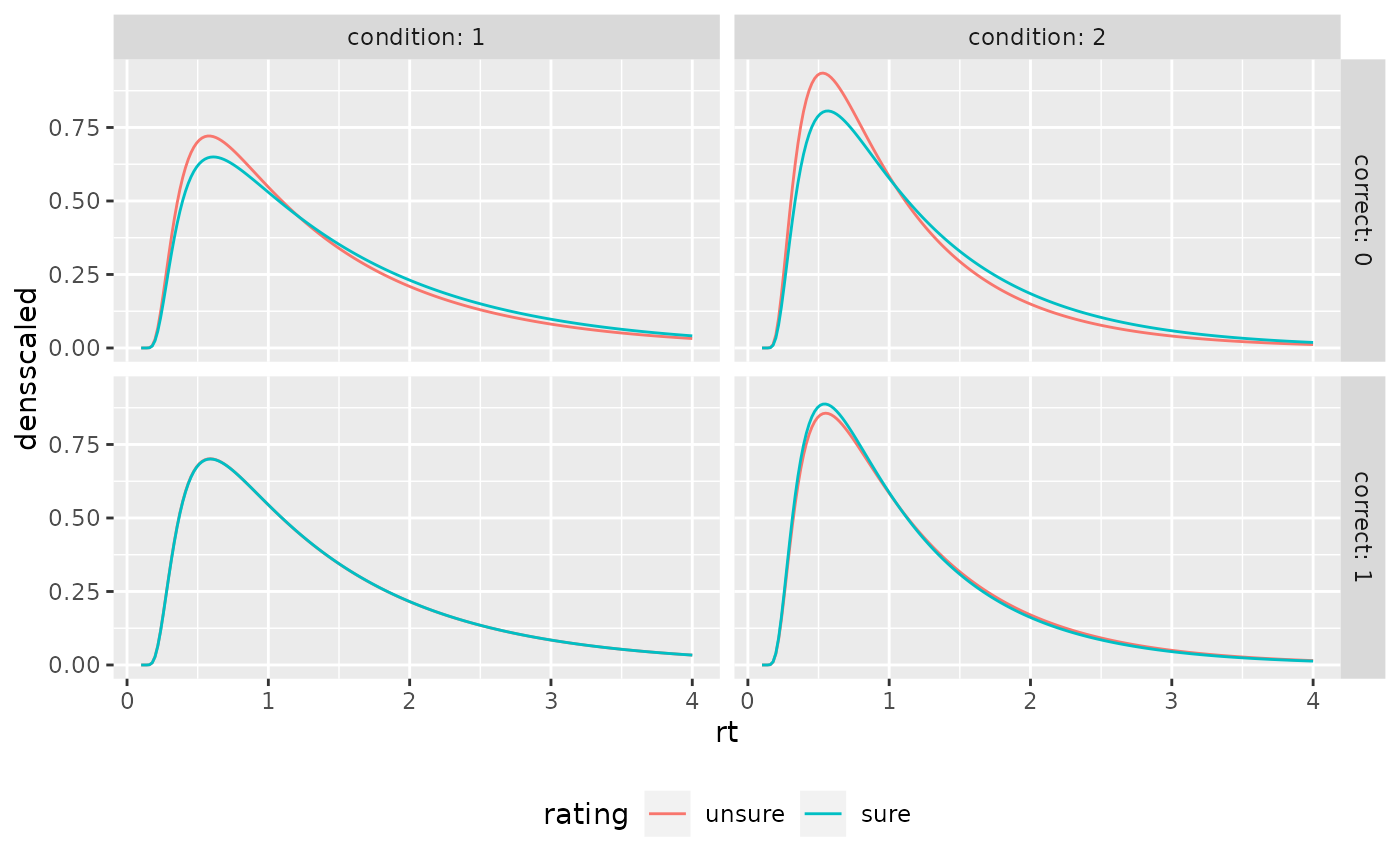 condition: 1
condition: 2
densscaled
0.75
0.50
0.25
0.00
correct: 0
0.75
0.50
0.25
0.00
correct: 1
0 1 2 3 4
0 1 2 3 4
rt
rating unsure sure